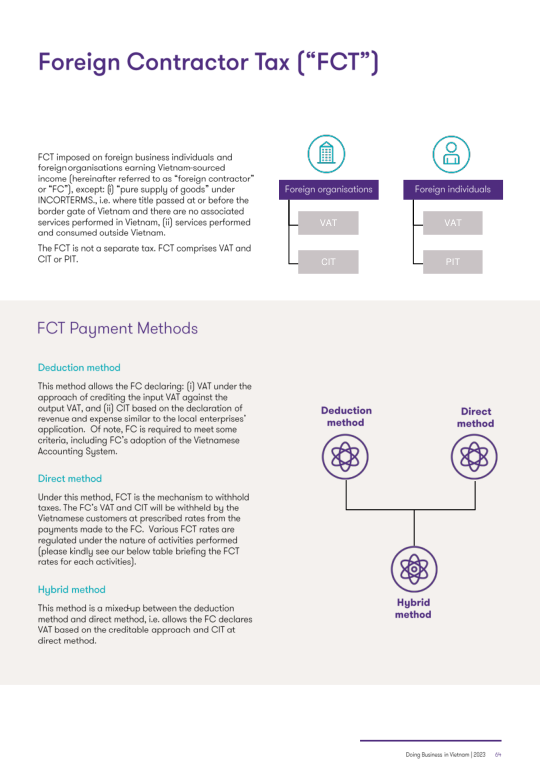 Foreign Contractor Tax (“FCT”)
FCT imposed on foreign business individuals and
foreign organisations earning Vietnam-sourced
income (hereinafter referred to as “foreign contractor”
or “FC”), except: (i) “pure supply of goods” under
INCORTERMS., i.e. where title passed at or before the
border gate of Vietnam and there are no associated
services performed in Vietnam, (ii) services performed
and consumed outside Vietnam.
The FCT is not a separate tax. FCT comprises VAT and
CIT or PIT.
Foreign organisations
VAT
CIT
Foreign individuals
VAT
PIT
FCT Payment Methods
Deduction method
This method allows the FC declaring: (i) VAT under the
approach of crediting the input VAT against the
output VAT, and (ii) CIT based on the declaration of
revenue and expense similar to the local enterprises’
application. Of note, FC is required to meet some
criteria, including FC’s adoption of the Vietnamese
Accounting System.
Direct method
Under this method, FCT is the mechanism to withhold
taxes. The FC’s VAT and CIT will be withheld by the
Vietnamese customers at prescribed rates from the
payments made to the FC. Various FCT rates are
regulated under the nature of activities performed
(please kindly see our below table briefing the FCT
rates for each activities).
Hybrid method
This method is a mixed-up between the deduction
method and direct method, i.e. allows the FC declares
VAT based on the creditable approach and CIT at
direct method.
Deduction
method
Direct
method
Hybrid
method
Doing Business in Vietnam | 2023 64